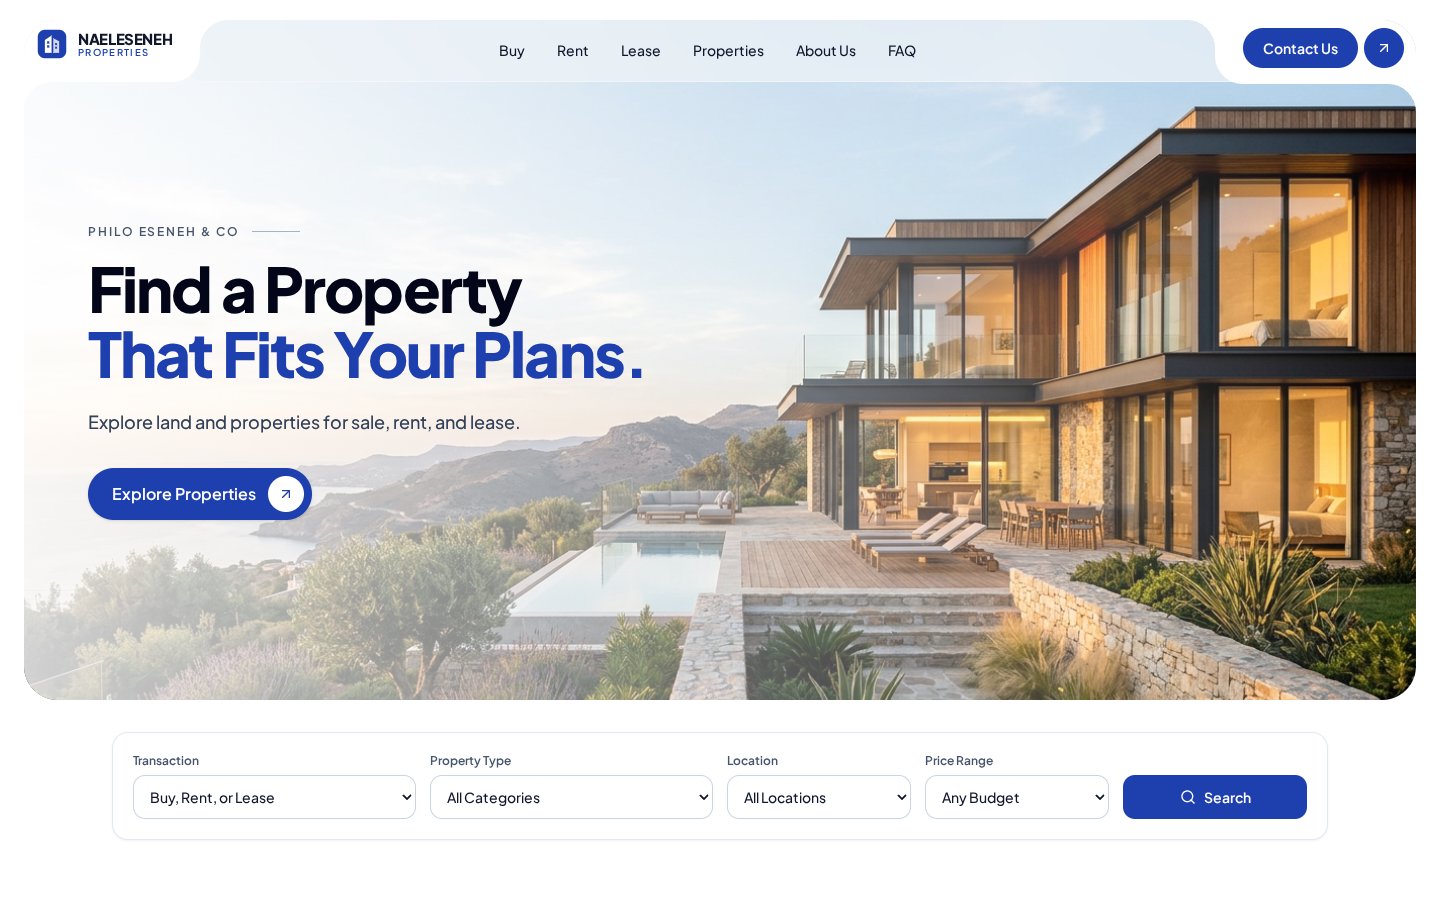 NAELESENEH
PROPERTIES
Buy
Rent
Lease
Properties
About Us
FAQ
Contact Us
PHILO ESENEH & CO
Find a Property
That Fits Your Plans.
Explore land and properties for sale, rent, and lease.
Explore Properties
Transaction
Property Type
Location
Price Range
Buy, Rent, or Lease
All Categories
All Locations
Any Budget
Search